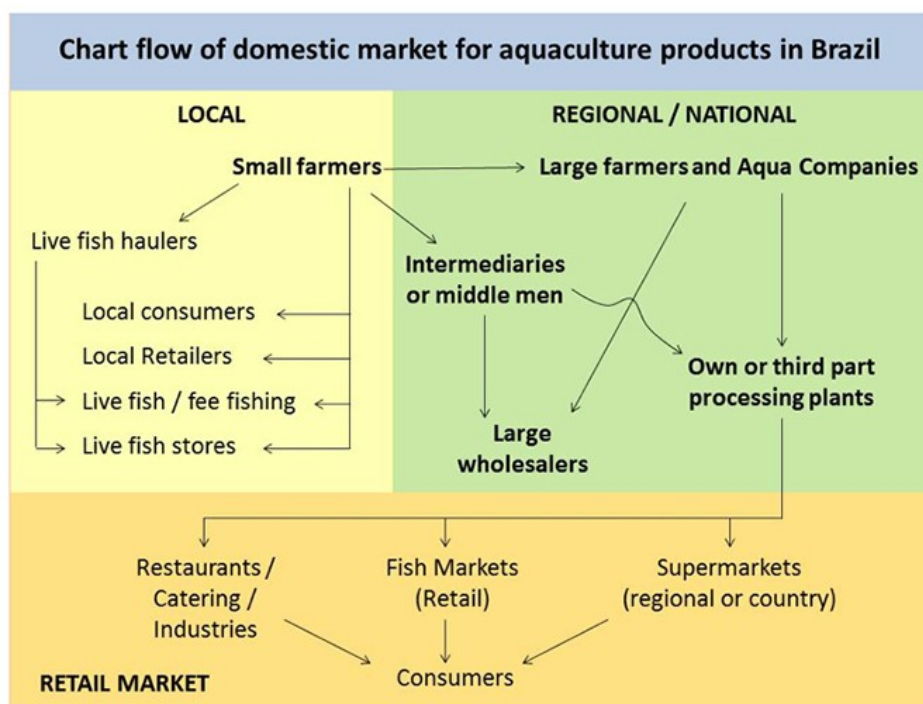 Chart flow of domestic market for aquaculture products in Brazil
LOCAL
REGIONAL / NATIONAL
Small farmers
Large farmers and Aqua Companies
Live fish haulers
Intermediaries
or middle men
Local consumers
Local Retailers
Live fish / fee fishing
Live fish stores
Own or third part
processing plants
Large
wholesalers
Restaurants /
Catering /
Industries
Fish Markets
(Retail)
Supermarkets
(regional or country)
Consumers
RETAIL MARKET